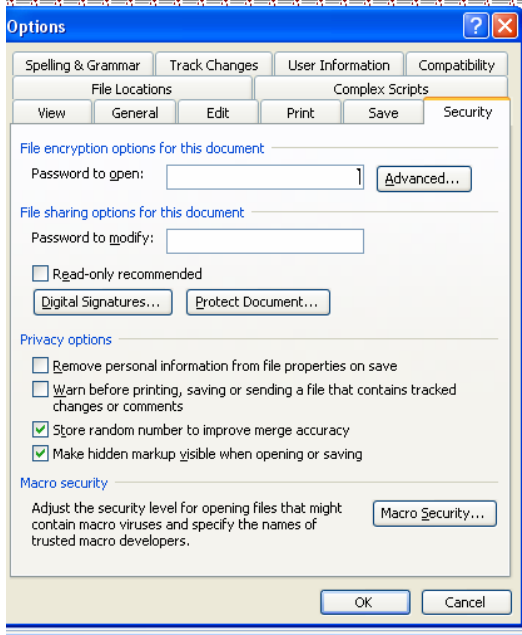 Options
Spelling & Grammar Track Changes User Information Compatibility
File Locations Complex Scripts
View General Edit Print Save Security
File encryption options for this document
Password to open: Advanced...
File sharing options for this document
Password to modify:
Read-only recommended
Digital Signatures... Protect Document...
Privacy options
Remove personal information from file properties on save
Warn before printing, saving or sending a file that contains tracked
changes or comments
Store random number to improve merge accuracy
Make hidden markup visible when opening or saving
Macro security
Adjust the security level for opening files that might
contain macro viruses and specify the names of
trusted macro developers.
Macro Security...
OK Cancel